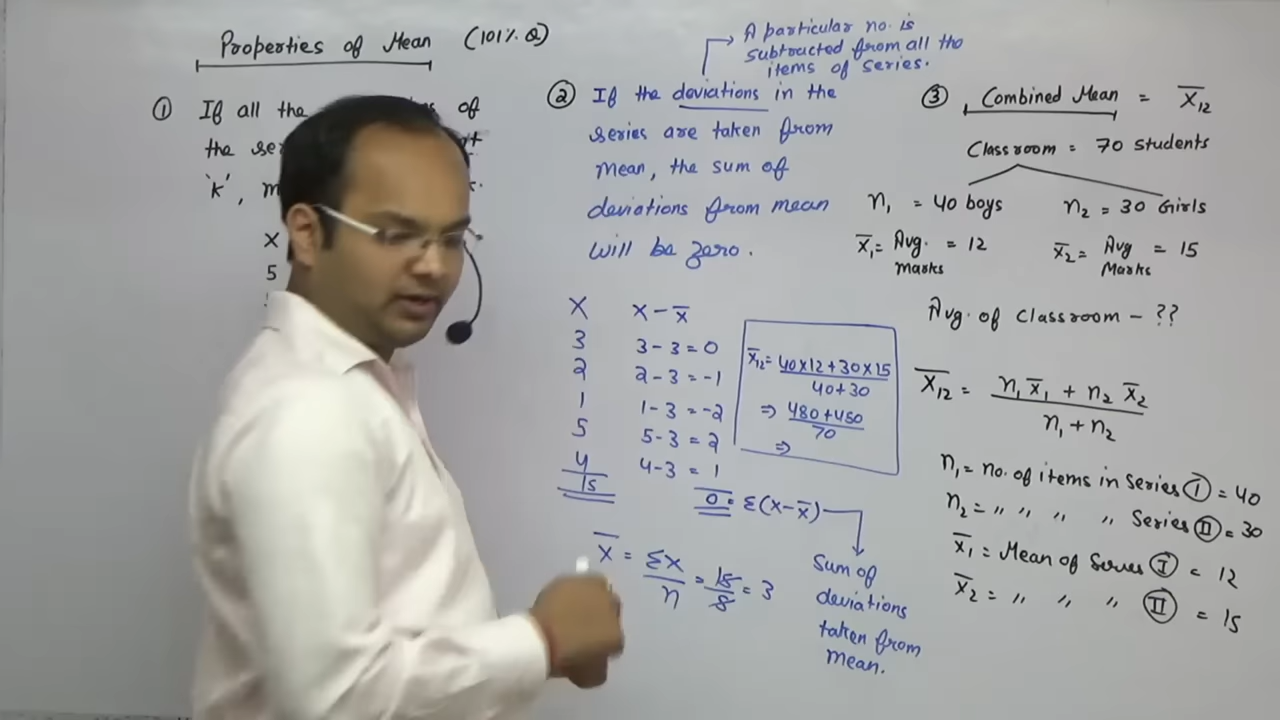 Properties of Mean (101% Q)
① If all the of
the se
'k', m k.
X
5
A particular no. is
subtracted from all the
items of series.
② If the deviations in the
series are taken from
mean, the sum of
deviations from mean
will be zero.
X X - X̅
3 3 - 3 = 0
2 2 - 3 = -1
1 1 - 3 = -2
5 5 - 3 = 2
4 4 - 3 = 1
15 0 = Σ(X - X̅)
X̅ = ΣX/n = 15/5 = 3
Sum of
deviations
taken from
mean.
X̅12 = 40×12 + 30×15 / 40+30
⇒ 480+450 / 70
⇒
③ Combined Mean = X̅12
Classroom = 70 Students
n1 = 40 boys n2 = 30 Girls
X̅1 = Avg. Marks = 12 X̅2 = Avg Marks = 15
Avg. of Classroom - ??
X̅12 = n1 X̅1 + n2 X̅2 / n1 + n2
n1 = no. of items in Series Ⅰ = 40
n2 = " " " " Series Ⅱ = 30
X̅1 = Mean of Series Ⅰ = 12
X̅2 = " " " Ⅱ = 15